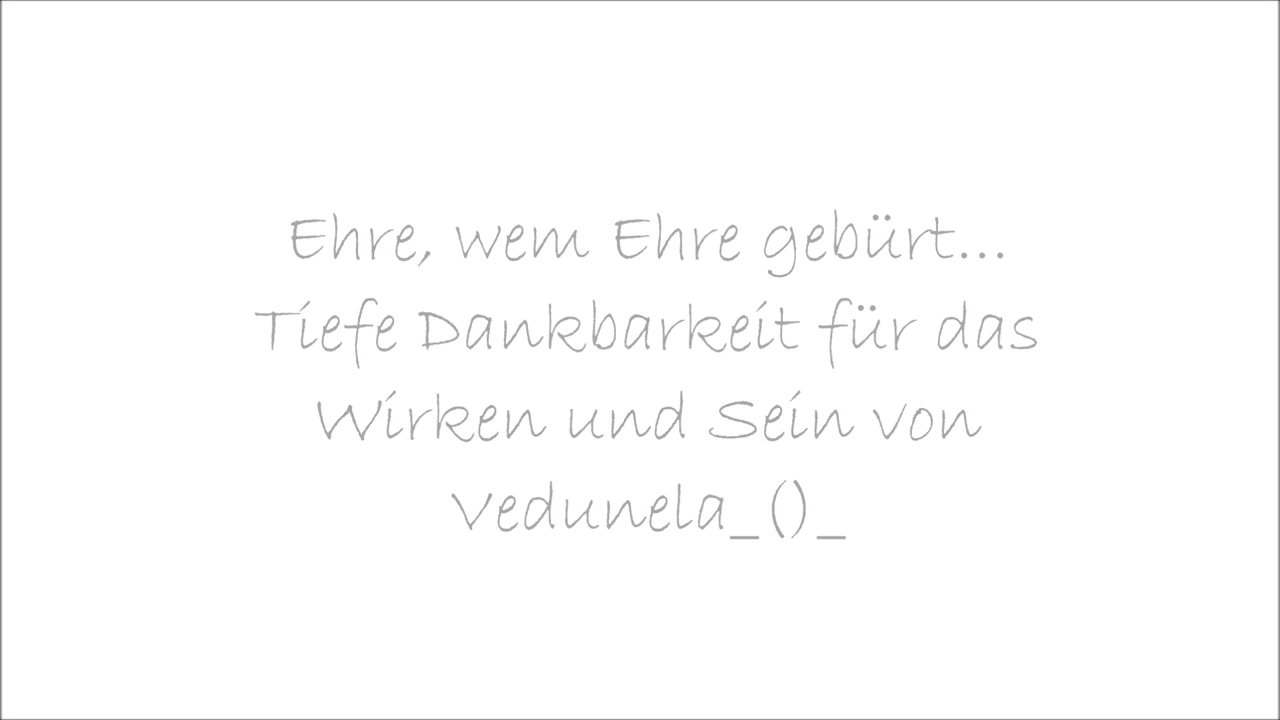 Ehre, wem Ehre gebürt...
Tiefe Dankbarkeit für das
Wirken und Sein von
Vedunela_()_